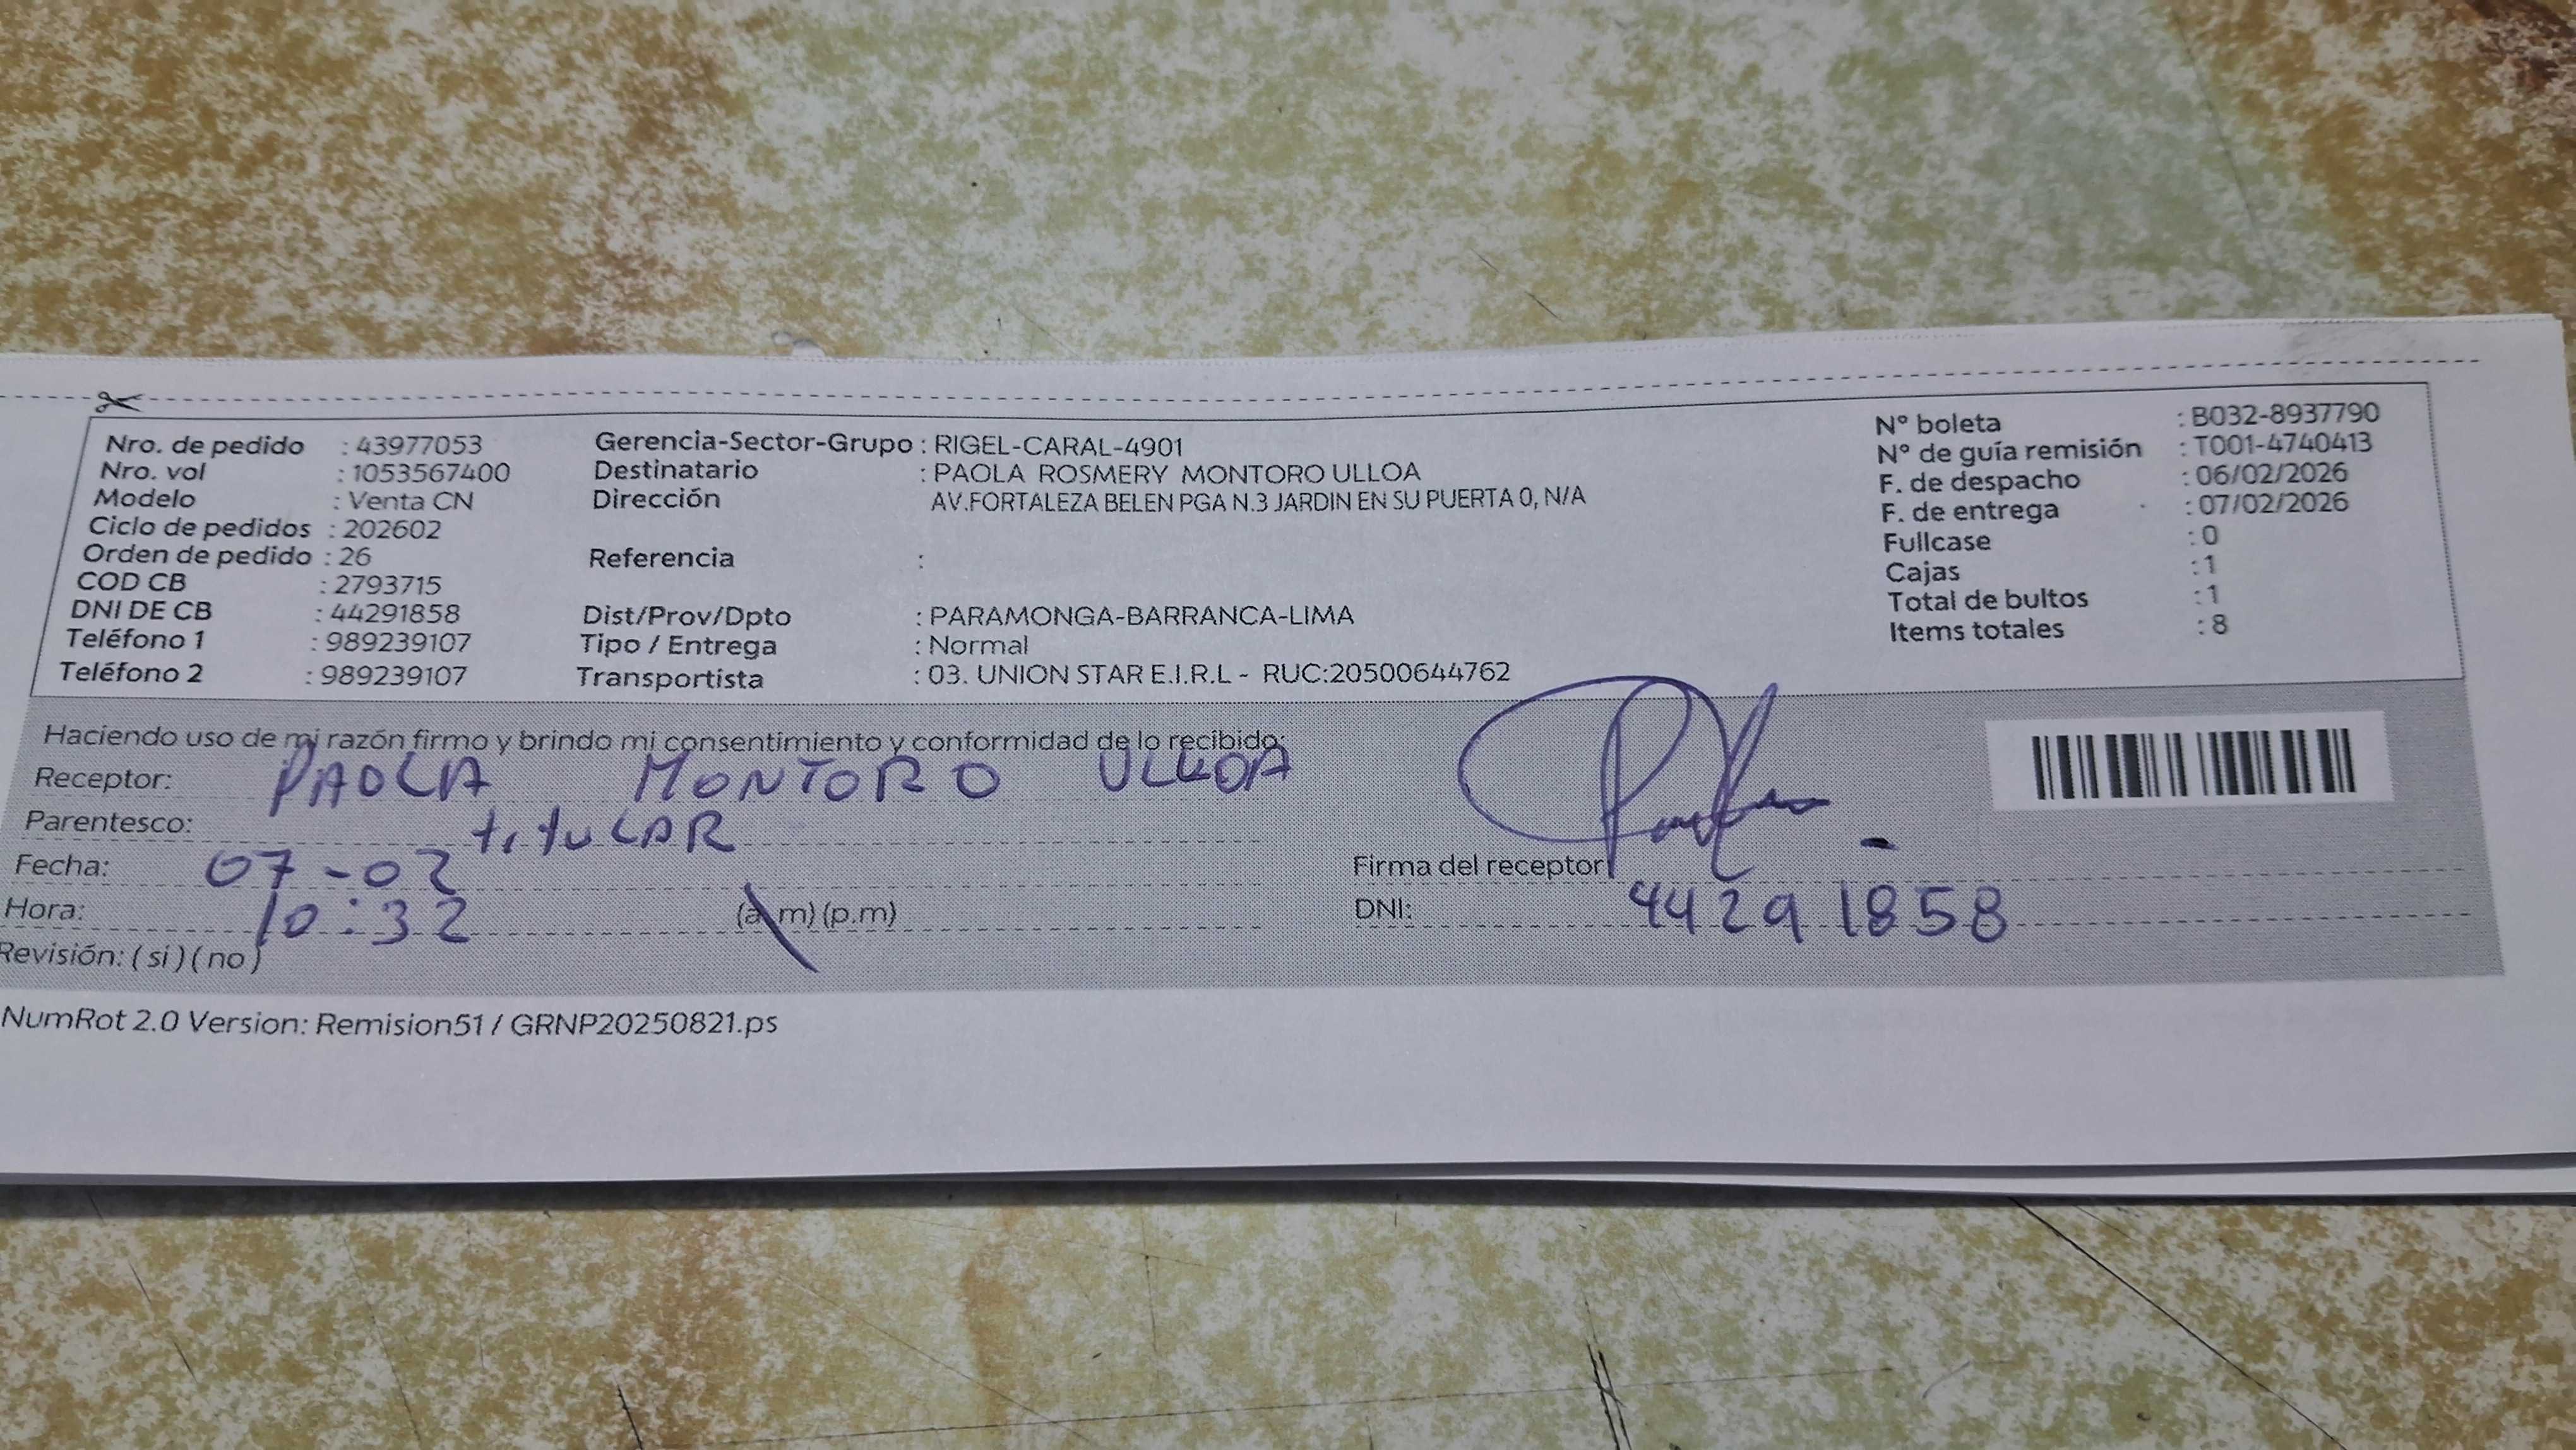 Nro. de pedido : 43977053
Nro. vol : 1053567400
Modelo : Venta CN
Ciclo de pedidos : 202602
Orden de pedido : 26
COD CB : 2793715
DNI DE CB : 44291858
Teléfono 1 : 989239107
Teléfono 2 : 989239107
Gerencia-Sector-Grupo : RIGEL-CARAL-4901
Destinatario : PAOLA ROSMERY MONTORO ULLOA
Dirección AV.FORTALEZA BELEN PGA N.3 JARDIN EN SU PUERTA 0, N/A
Referencia :
Dist/Prov/Dpto : PARAMONGA-BARRANCA-LIMA
Tipo / Entrega : Normal
Transportista : 03. UNION STAR E.I.R.L - RUC:20500644762
N° boleta : B032-8937790
N° de guía remisión : T001-4740413
F. de despacho : 06/02/2026
F. de entrega : 07/02/2026
Fullcase : 0
Cajas : 1
Total de bultos : 1
Items totales : 8
Haciendo uso de mi razón firmo y brindo mi consentimiento y conformidad de lo recibido:
Receptor: PAOLA MONTORO ULLOA
Parentesco: titULAR
Fecha: 07-02
Hora: 10:32 (a.m) (p.m)
Revisión: ( si ) ( no )
Firma del receptor
DNI: 44291858
NumRot 2.0 Version: Remision51 / GRNP20250821.ps